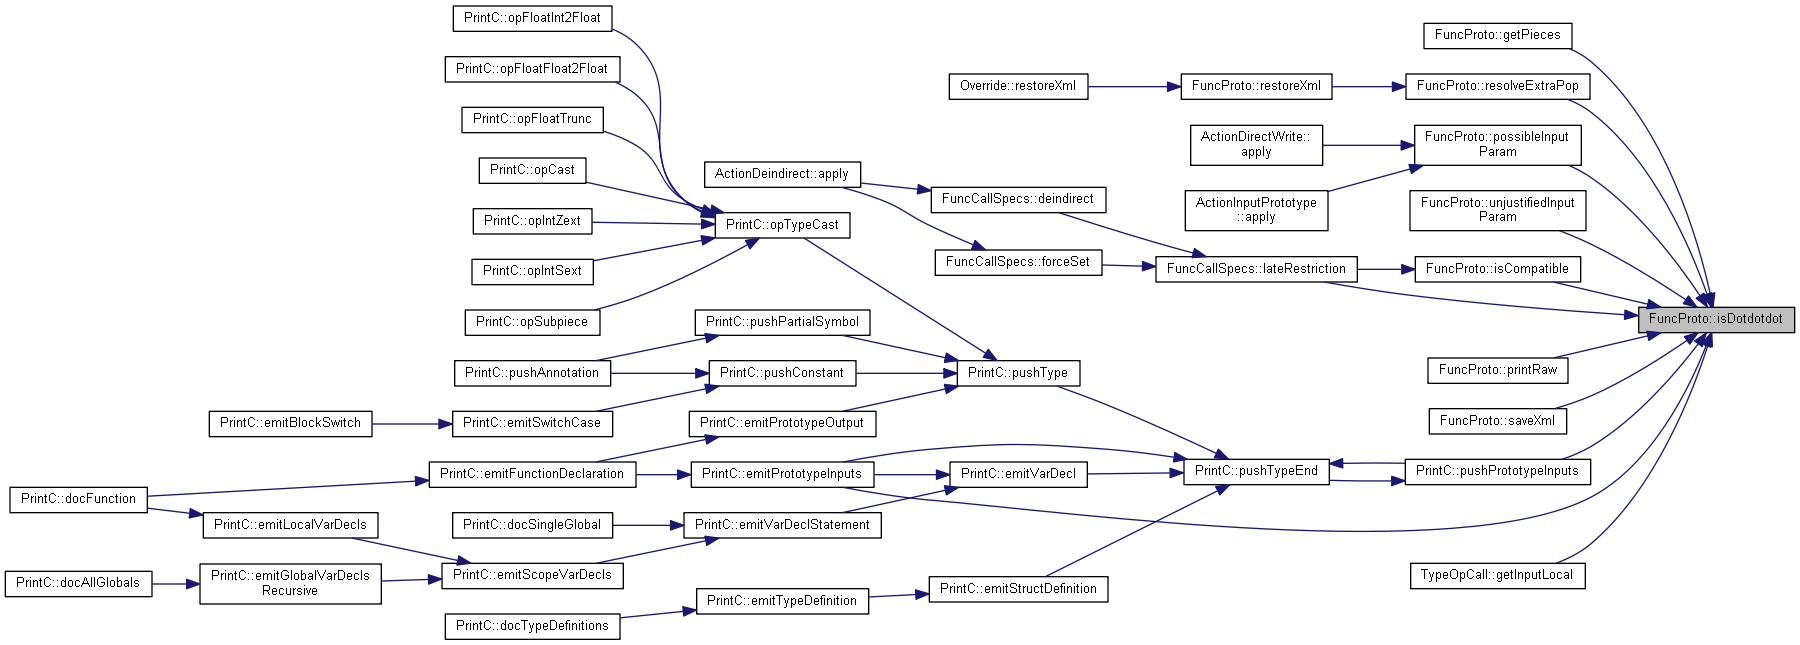 PrintC::opFloatInt2Float
PrintC::opFloatFloat2Float
PrintC::opFloatTrunc
PrintC::opCast
PrintC::opIntZext
PrintC::opIntSext
PrintC::opSubpiece
PrintC::opTypeCast
PrintC::pushPartialSymbol
PrintC::pushAnnotation
PrintC::pushConstant
PrintC::pushType
PrintC::emitBlockSwitch
PrintC::emitSwitchCase
PrintC::emitPrototypeOutput
PrintC::emitFunctionDeclaration
PrintC::emitPrototypeInputs
PrintC::emitVarDecl
PrintC::pushTypeEnd
PrintC::pushPrototypeInputs
PrintC::docFunction
PrintC::emitLocalVarDecls
PrintC::docSingleGlobal
PrintC::emitVarDeclStatement
PrintC::docAllGlobals
PrintC::emitGlobalVarDecls
Recursive
PrintC::emitScopeVarDecls
PrintC::emitTypeDefinition
PrintC::emitStructDefinition
PrintC::docTypeDefinitions
ActionDeindirect::apply
FuncCallSpecs::deindirect
FuncCallSpecs::forceSet
FuncCallSpecs::lateRestriction
Override::restoreXml
FuncProto::restoreXml
FuncProto::resolveExtraPop
FuncProto::getPieces
ActionDirectWrite::
apply
FuncProto::possibleInput
Param
ActionInputPrototype
::apply
FuncProto::unjustifiedInput
Param
FuncProto::isCompatible
FuncProto::isDotdotdot
FuncProto::printRaw
FuncProto::saveXml
TypeOpCall::getInputLocal